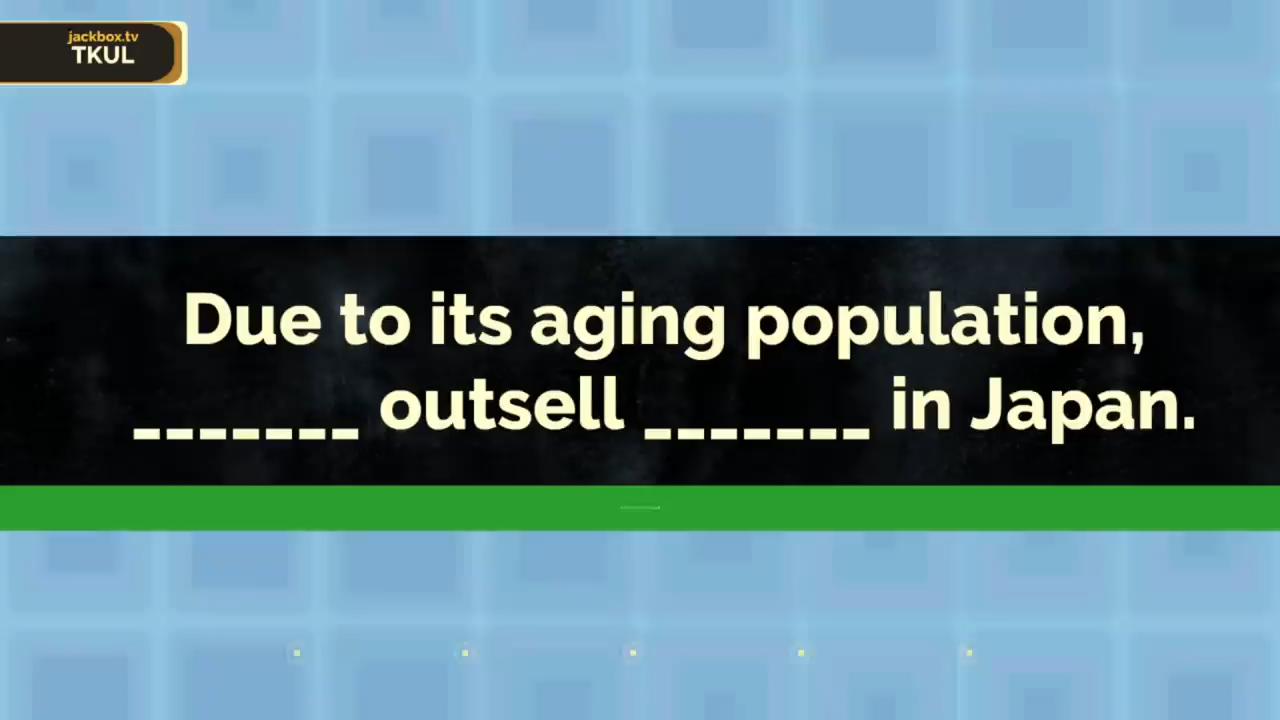 jackbox.tv
TKUL
Due to its aging population,
_______ outsell _______ in Japan.